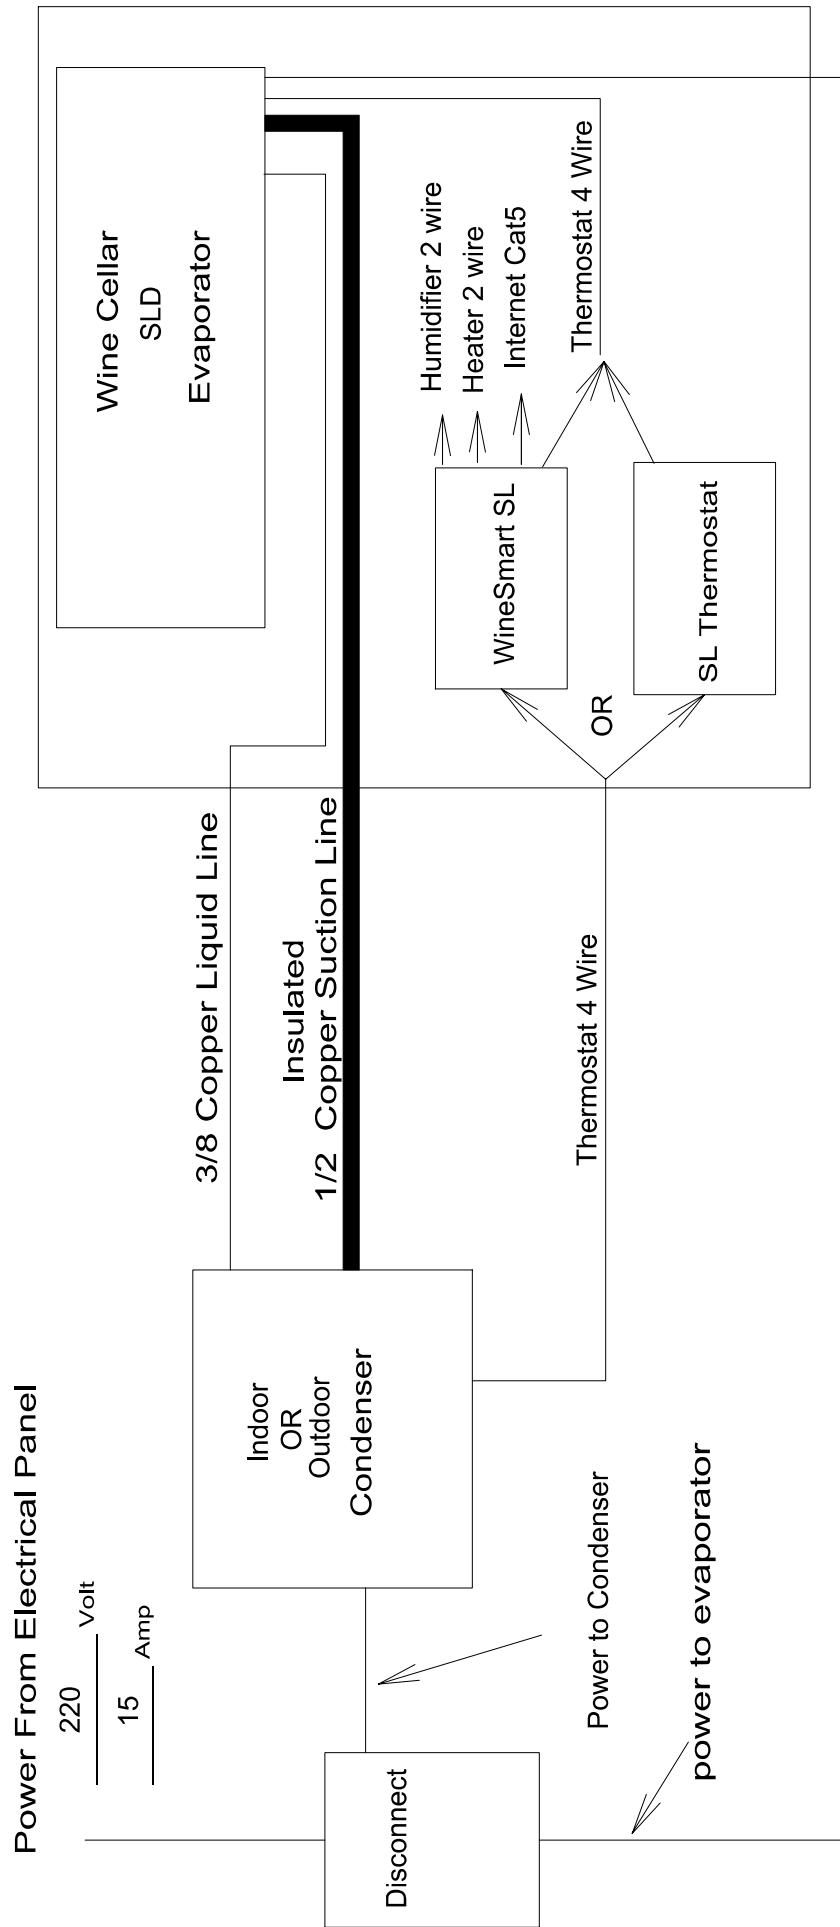 Power From Electrical Panel
220 Volt
15 Amp
Disconnect
Power to Condenser
power to evaporator
Indoor
OR
Outdoor
Condenser
3/8 Copper Liquid Line
Insulated
1/2 Copper Suction Line
Thermostat 4 Wire
Wine Cellar
SLD
Evaporator
Humidifier 2 wire
Heater 2 wire
Internet Cat5
Thermostat 4 Wire
WineSmart SL
OR
SL Thermostat